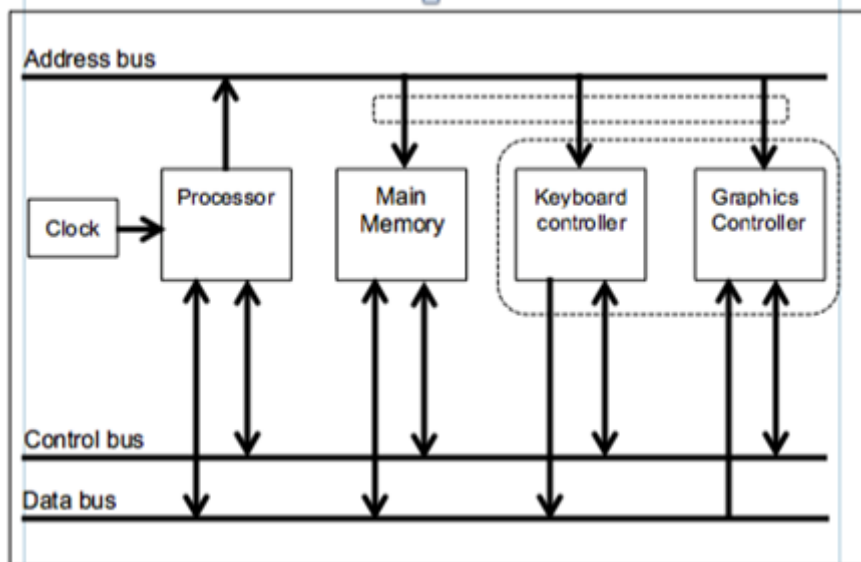 Address bus
Clock
Processor
Main
Memory
Keyboard
controller
Graphics
Controller
Control bus
Data bus